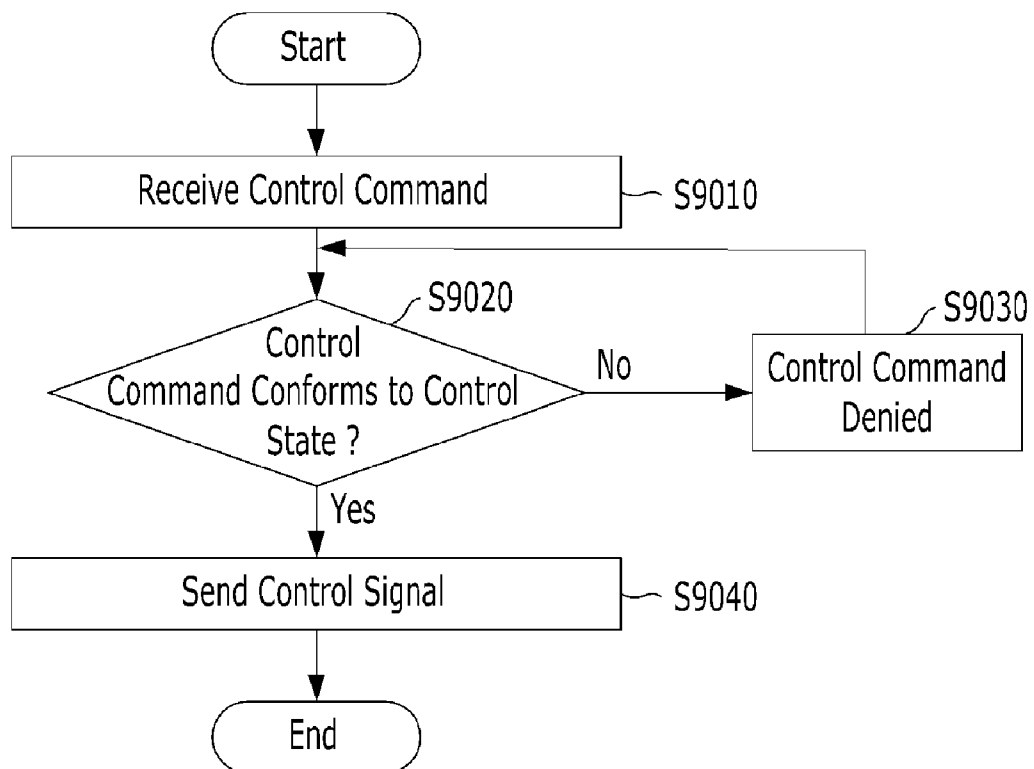 Start
Receive Control Command
S9010
S9020
Control
Command Conforms to Control
State ?
No
S9030
Control Command
Denied
Yes
Send Control Signal
S9040
End